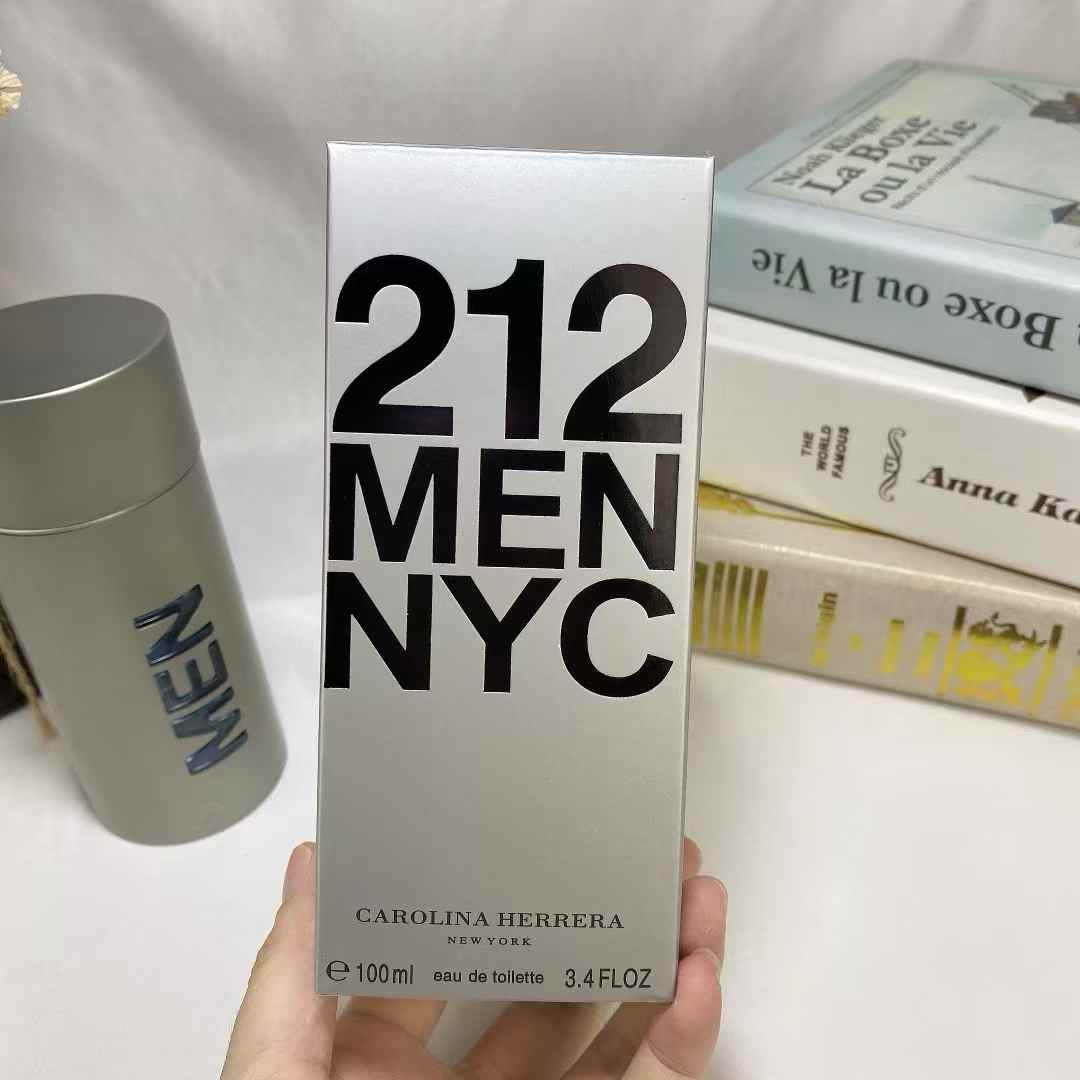 212
MEN
NYC
CAROLINA HERRERA
NEW YORK
℮ 100 ml eau de toilette 3.4 FL OZ
MEN
Noah Klieger
La Boxe
ou la Vie
Boxe ou la Vie
THE
WORLD
FAMOUS
Anna Ka